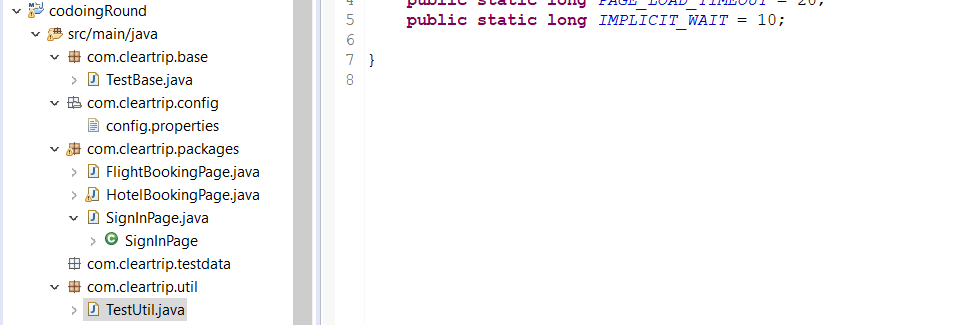 codoingRound
src/main/java
com.cleartrip.base
TestBase.java
com.cleartrip.config
config.properties
com.cleartrip.packages
FlightBookingPage.java
HotelBookingPage.java
SignInPage.java
SignInPage
com.cleartrip.testdata
com.cleartrip.util
TestUtil.java
4 public static long PAGE_LOAD_TIMEOUT = 20;
5 public static long IMPLICIT_WAIT = 10;
6
7 }
8